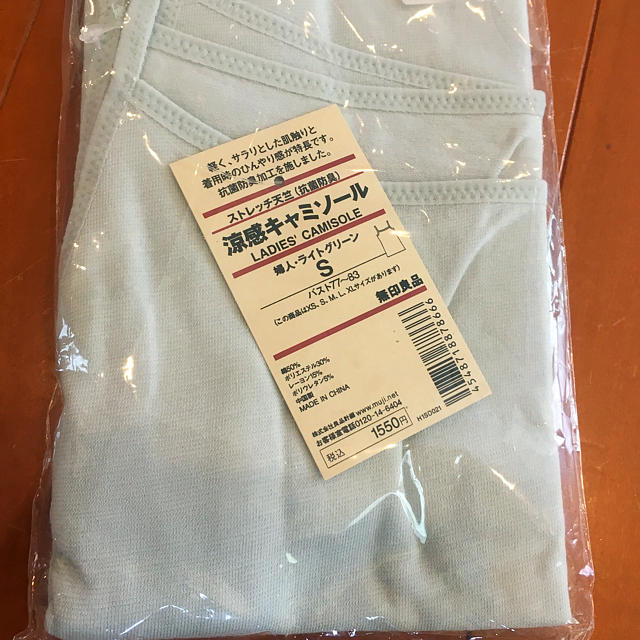 軽く、サラリとした肌触りと
着用時のひんやり感が特長です。
抗菌防臭加工を施しました。
ストレッチ天竺（抗菌防臭）
涼感キャミソール
LADIES' CAMISOLE
婦人・ライトグリーン
S
バスト77〜83
(この商品はXS、S、M、L、XLサイズがあります)
無印良品
綿50%
ポリエステル30%
レーヨン15%
ポリウレタン5%
中国製
MADE IN CHINA
株式会社良品計画 www.muji.net
お客様室電話0120-14-6404
税込 1550円
H1SO021